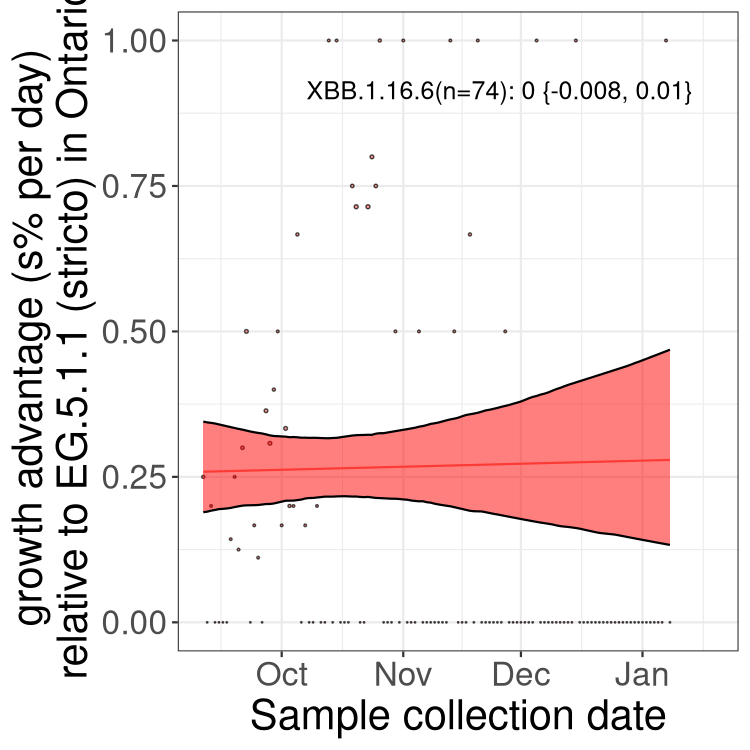 growth advantage (s% per day)
relative to EG.5.1.1 (stricto) in Ontario
1.00
0.75
0.50
0.25
0.00
XBB.1.16.6(n=74): 0 {-0.008, 0.01}
Oct Nov Dec Jan
Sample collection date